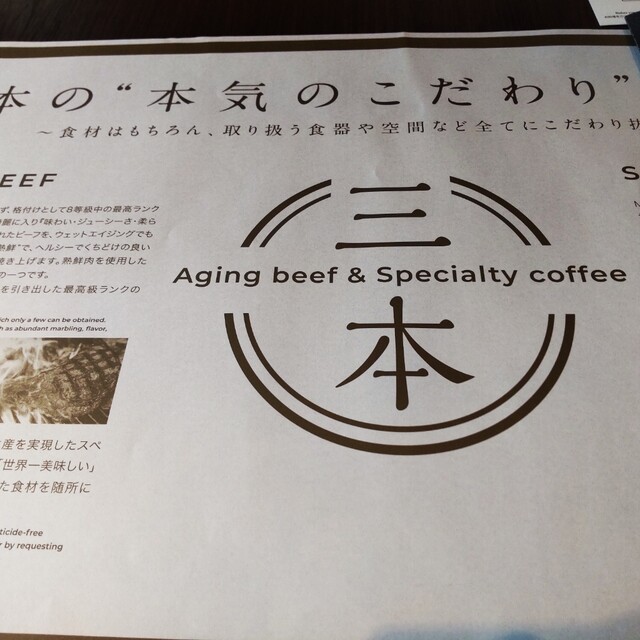 本の“本気のこだわり”
～食材はもちろん、取り扱う食器や空間など全てにこだわり抜
EEF
ず、格付けとして8等級中の最高ランク
に入り「味わい・ジューシーさ・柔ら
れたビーフを、ウェットエイジングでも
熟鮮”で、ヘルシーでくちどけの良い
焼き上げます。熟鮮肉を使用した
の一つです。
を引き出した最高級ランクの
ich only a few can be obtained.
h as abundant marbling, flavor,
三
Aging beef & Specialty coffee
本
産を実現したスペ
「世界一美味しい」
た食材を随所に
ticide-free
r by requesting
S